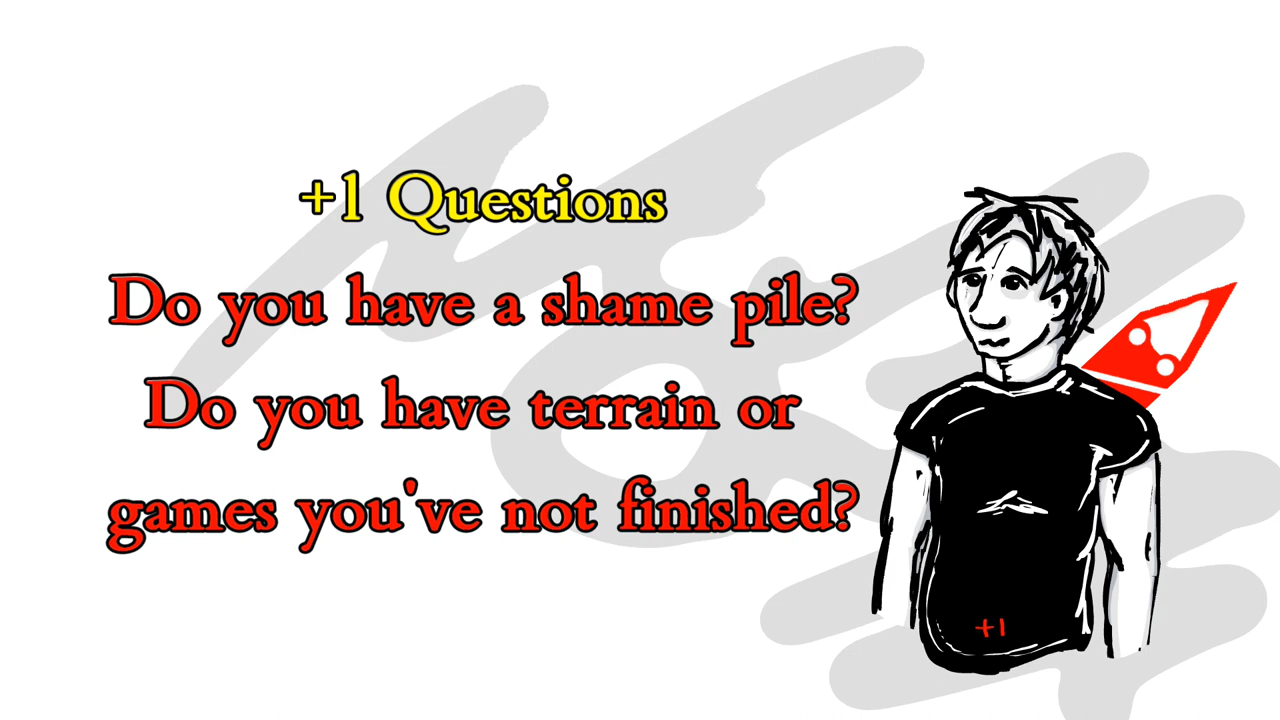 +1 Questions
Do you have a shame pile?
Do you have terrain or
games you've not finished?
+1